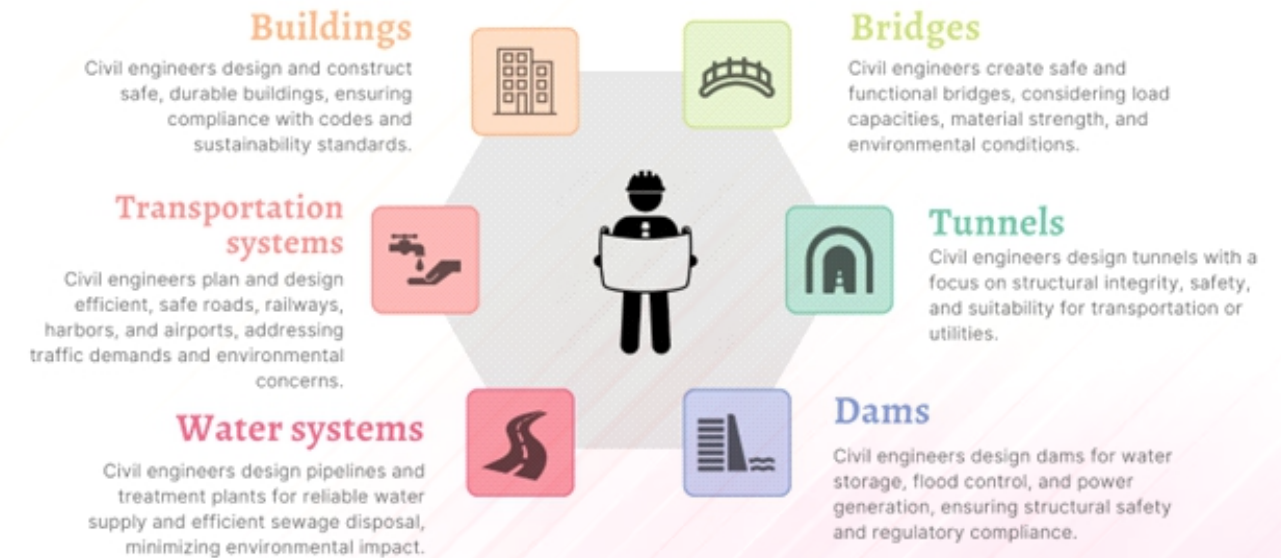 Buildings
Civil engineers design and construct
safe, durable buildings, ensuring
compliance with codes and
sustainability standards.
Bridges
Civil engineers create safe and
functional bridges, considering load
capacities, material strength, and
environmental conditions.
Transportation
systems
Civil engineers plan and design
efficient, safe roads, railways,
harbors, and airports, addressing
traffic demands and environmental
concerns.
Tunnels
Civil engineers design tunnels with a
focus on structural integrity, safety,
and suitability for transportation or
utilities.
Water systems
Civil engineers design pipelines and
treatment plants for reliable water
supply and efficient sewage disposal,
minimizing environmental impact.
Dams
Civil engineers design dams for water
storage, flood control, and power
generation, ensuring structural safety
and regulatory compliance.